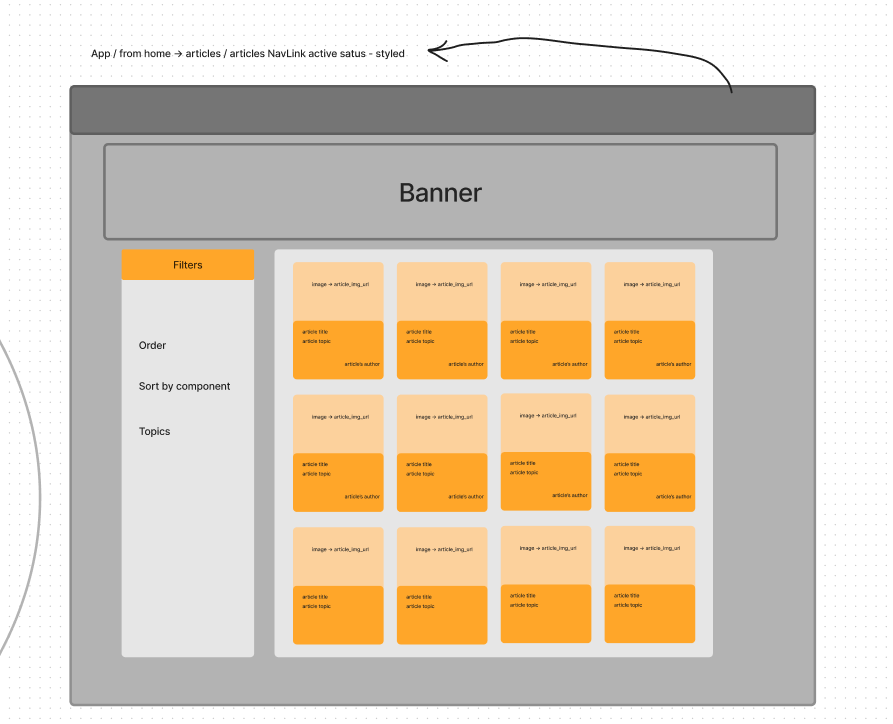 App / from home → articles / articles NavLink active satus - styled
Banner
Filters
Order
Sort by component
Topics
image → article_img_url
image → article_img_url
image → article_img_url
image → article_img_url
article title
article topic
article's author
article title
article topic
article's author
article title
article topic
article's author
article title
article topic
article's author
image → article_img_url
image → article_img_url
image → article_img_url
image → article_img_url
article title
article topic
article's author
article title
article topic
article's author
article title
article topic
article's author
article title
article topic
article's author
image → article_img_url
image → article_img_url
image → article_img_url
image → article_img_url
article title
article topic
article title
article topic
article title
article topic
article title
article topic